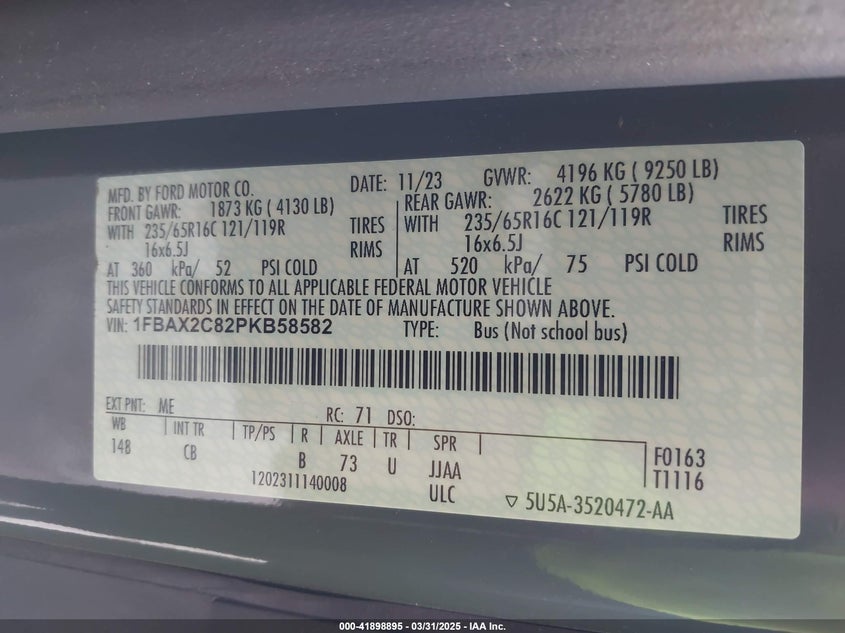 MFD. BY FORD MOTOR CO. DATE: 11/23 GVWR: 4196 KG ( 9250 LB)
FRONT GAWR: 1873 KG ( 4130 LB) REAR GAWR: 2622 KG ( 5780 LB)
WITH 235/65R16C 121/119R TIRES WITH 235/65R16C 121/119R TIRES
16x6.5J RIMS 16x6.5J RIMS
AT 360 kPa/ 52 PSI COLD AT 520 kPa/ 75 PSI COLD
THIS VEHICLE CONFORMS TO ALL APPLICABLE FEDERAL MOTOR VEHICLE
SAFETY STANDARDS IN EFFECT ON THE DATE OF MANUFACTURE SHOWN ABOVE.
VIN: 1FBAX2C82PKB58582 TYPE: Bus (Not school bus)
EXT PNT: ME RC: 71 DSO:
WB INT TR TP/PS R AXLE TR SPR
148 CB B 73 U JJAA F0163
1202311140008 ULC T1116
▽ 5U5A-3520472-AA
000-41898895 - 03/31/2025 - IAA Inc.